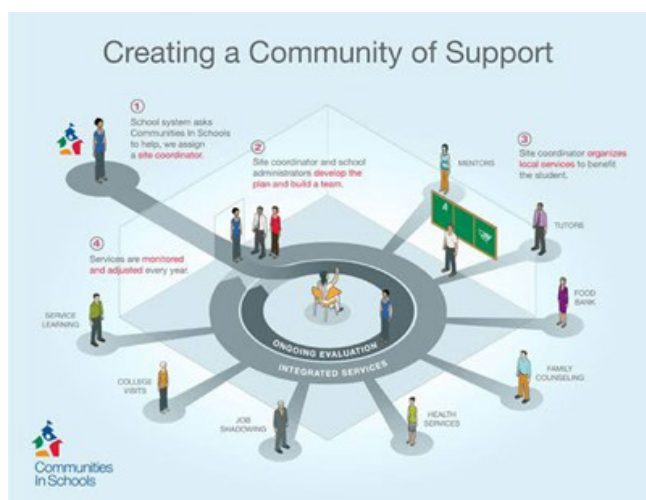 Creating a Community of Support
1
School system asks
Communities In Schools
to help, we assign
a site coordinator.
2
Site coordinator and school
administrators develop the
plan and build a team.
3
Site coordinator organizes
local services to benefit
the student.
MENTORS
A
TUTORS
4
Services are monitored
and adjusted every year.
SERVICE
LEARNING
FOOD
BANK
ONGOING EVALUATION
INTEGRATED SERVICES
FAMILY
COUNSELING
COLLEGE
VISITS
JOB
SHADOWING
HEALTH
SERVICES
Communities
In Schools